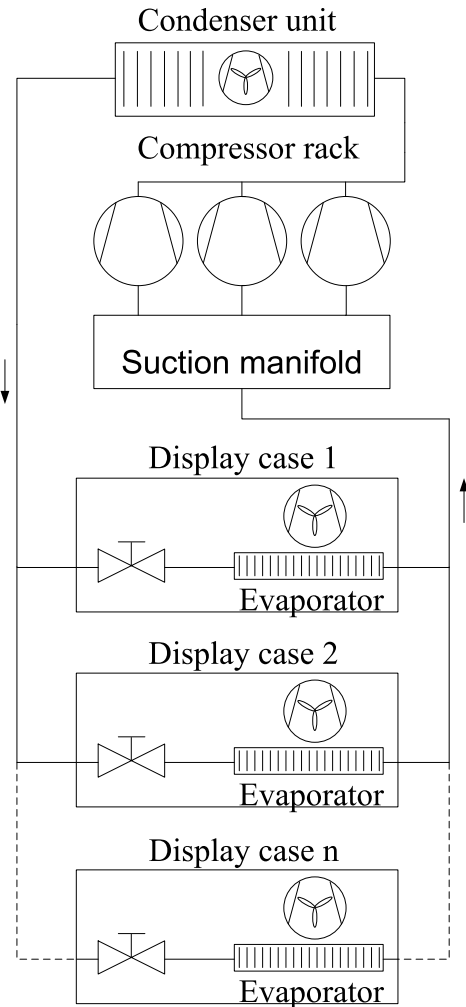 Condenser unit
Compressor rack
Suction manifold
Display case 1
Evaporator
Display case 2
Evaporator
Display case n
Evaporator